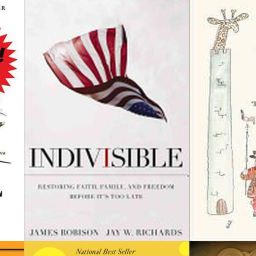 INDIVISIBLE
RESTORING FAITH, FAMILY, AND FREEDOM
BEFORE IT'S TOO LATE
JAMES ROBISON JAY W. RICHARDS
National Best Seller